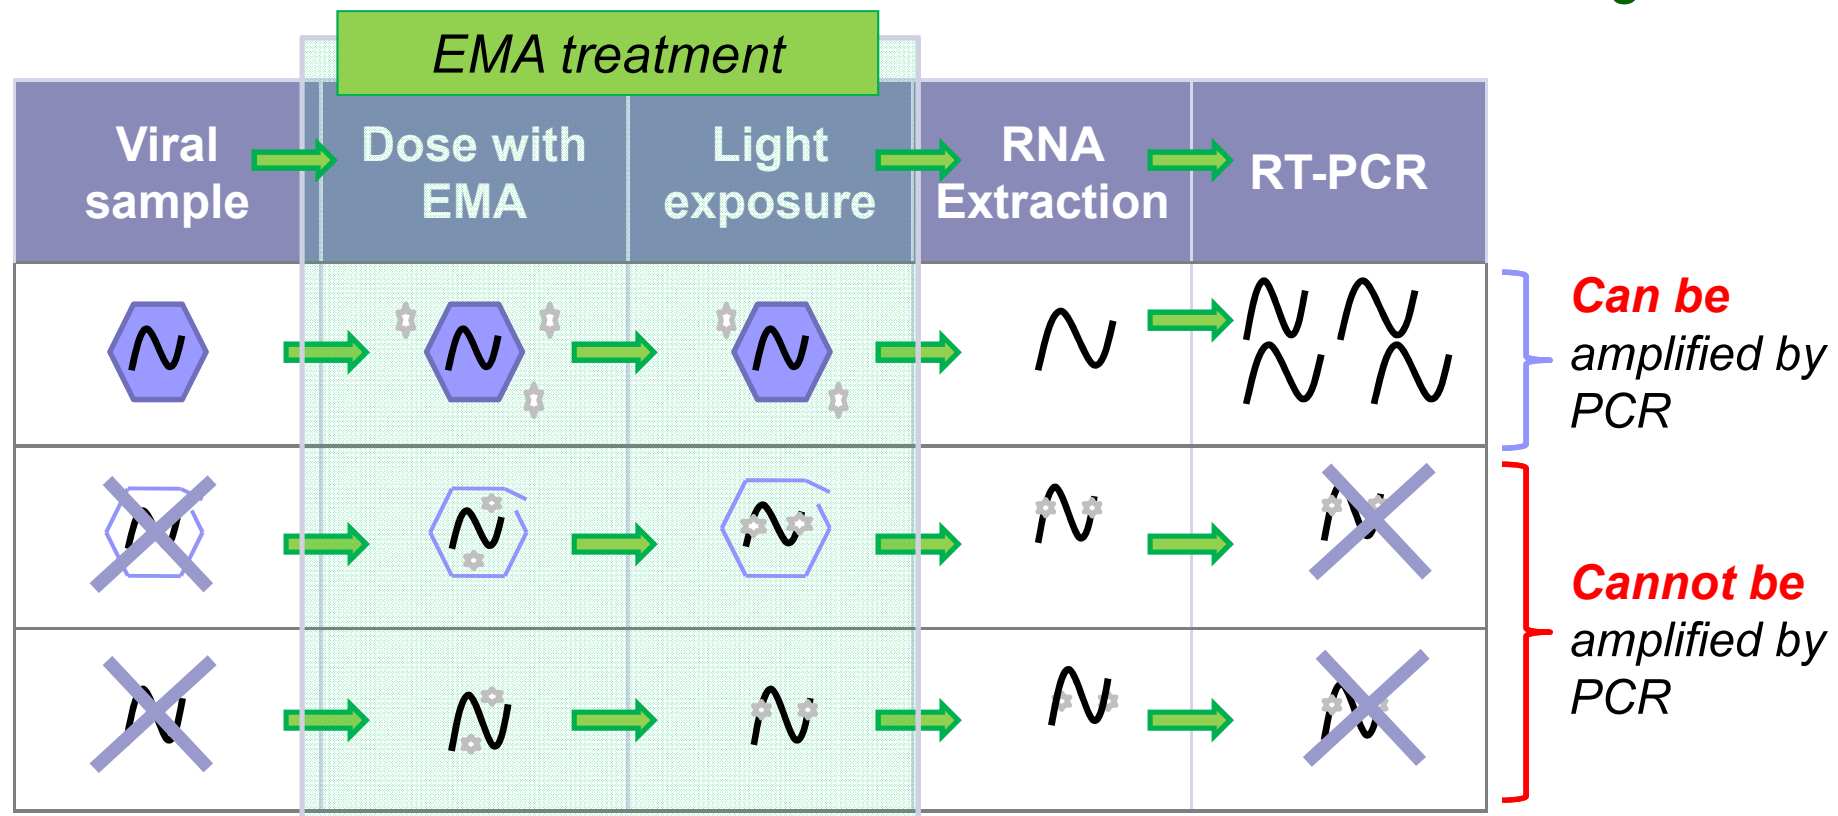 EMA treatment
Viral
sample
Dose with
EMA
Light
exposure
RNA
Extraction
RT-PCR
Can be
amplified by
PCR
Cannot be
amplified by
PCR